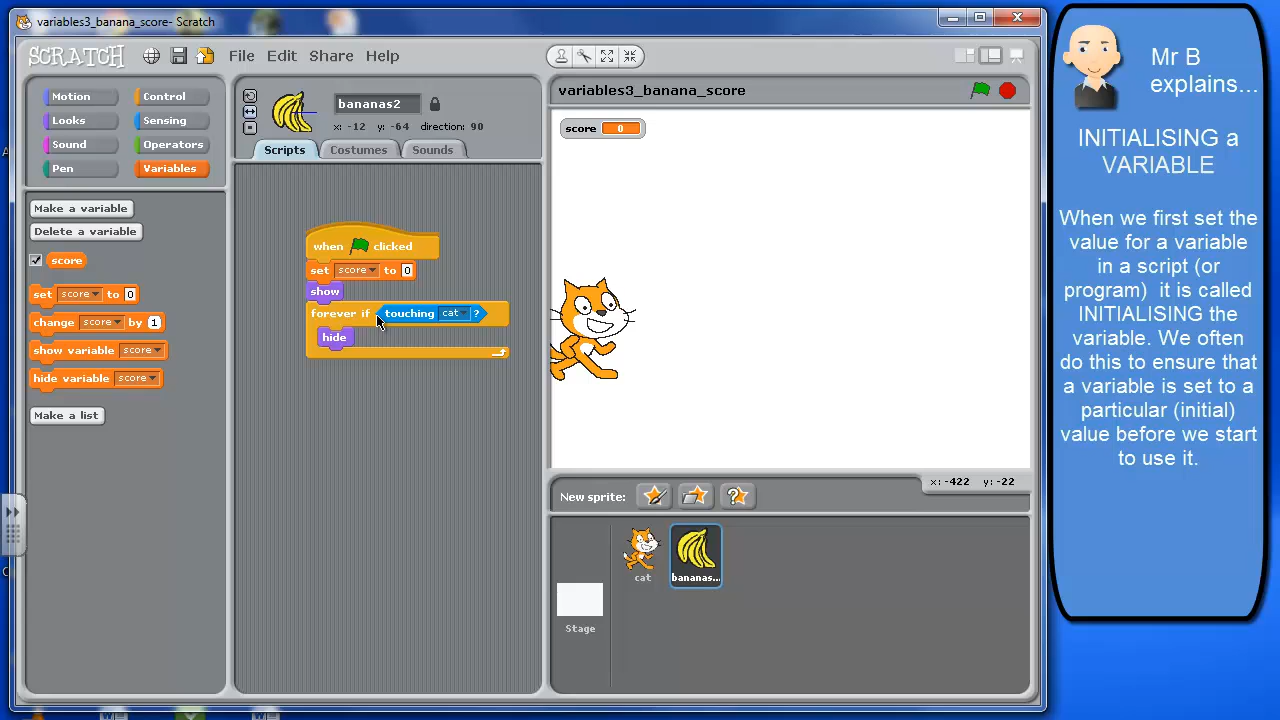 variables3_banana_score- Scratch
SCRATCH
File Edit Share Help
Motion Control
Looks Sensing
Sound Operators
Pen Variables
Make a variable
Delete a variable
score
set score to 0
change score by 1
show variable score
hide variable score
Make a list
bananas2
x: -12 y: -64 direction: 90
Scripts Costumes Sounds
when clicked
set score to 0
show
forever if touching cat ?
hide
variables3_banana_score
score 0
x: -422 y: -22
New sprite:
cat
bananas...
Stage
Mr B
explains...
INITIALISING a
VARIABLE
When we first set the
value for a variable
in a script (or
program) it is called
INITIALISING the
variable. We often
do this to ensure that
a variable is set to a
particular (initial)
value before we start
to use it.